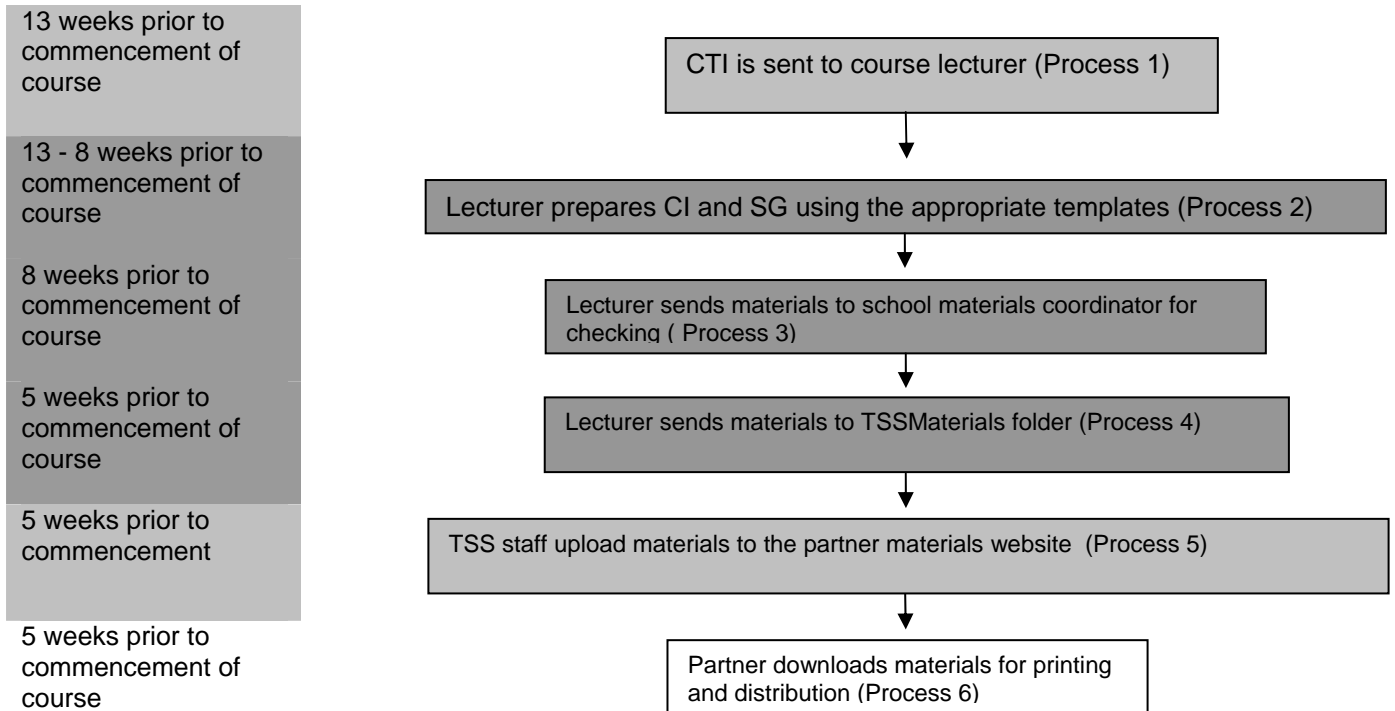 13 weeks prior to
commencement of
course
CTI is sent to course lecturer (Process 1)
13 - 8 weeks prior to
commencement of
course
Lecturer prepares CI and SG using the appropriate templates (Process 2)
8 weeks prior to
commencement of
course
Lecturer sends materials to school materials coordinator for
checking ( Process 3)
5 weeks prior to
commencement of
course
Lecturer sends materials to TSSMaterials folder (Process 4)
5 weeks prior to
commencement
TSS staff upload materials to the partner materials website (Process 5)
5 weeks prior to
commencement of
course
Partner downloads materials for printing
and distribution (Process 6)